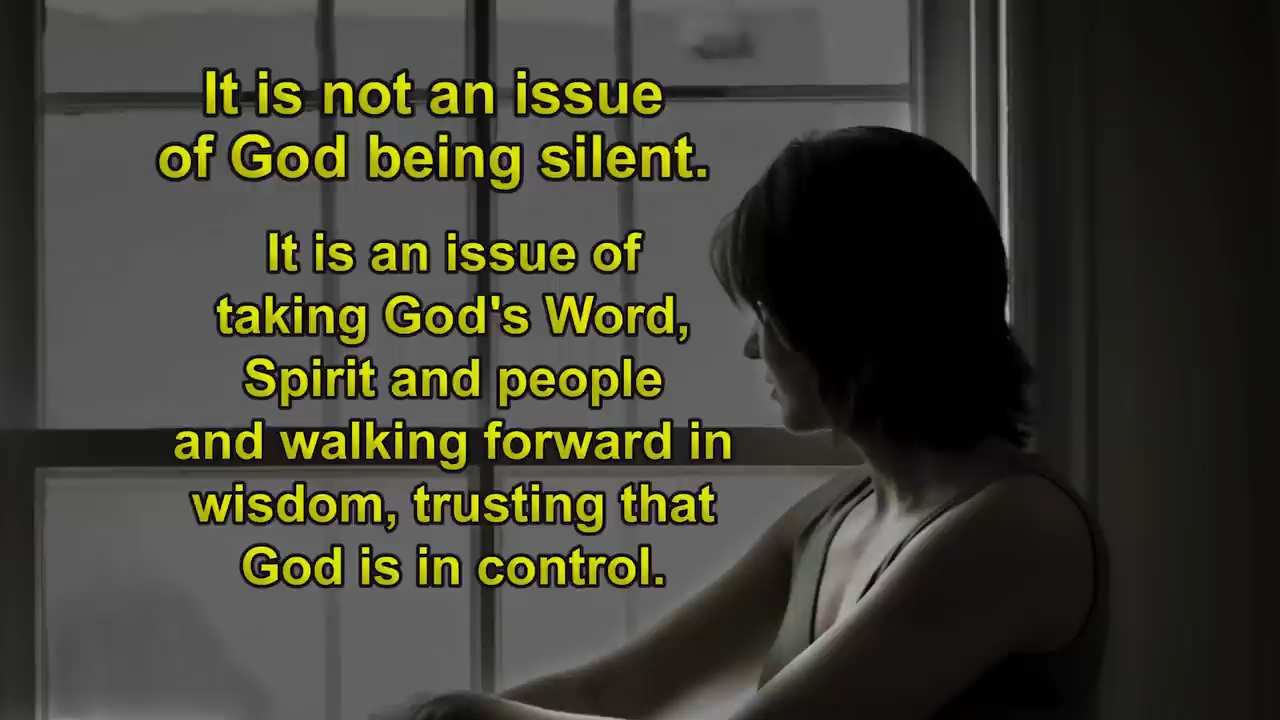 It is not an issue
of God being silent.
It is an issue of
taking God's Word,
Spirit and people
and walking forward in
wisdom, trusting that
God is in control.